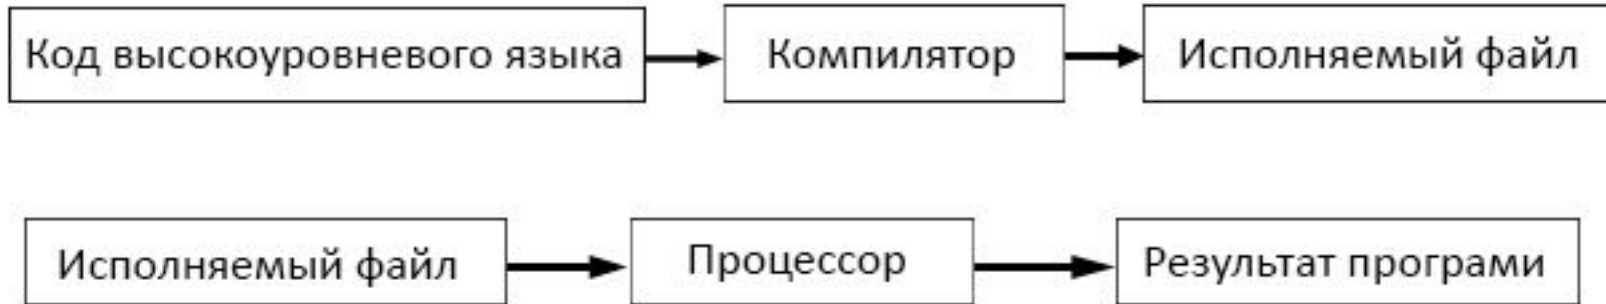 Код высокоуровневого языка
Компилятор
Исполняемый файл
Исполняемый файл
Процессор
Результат програми